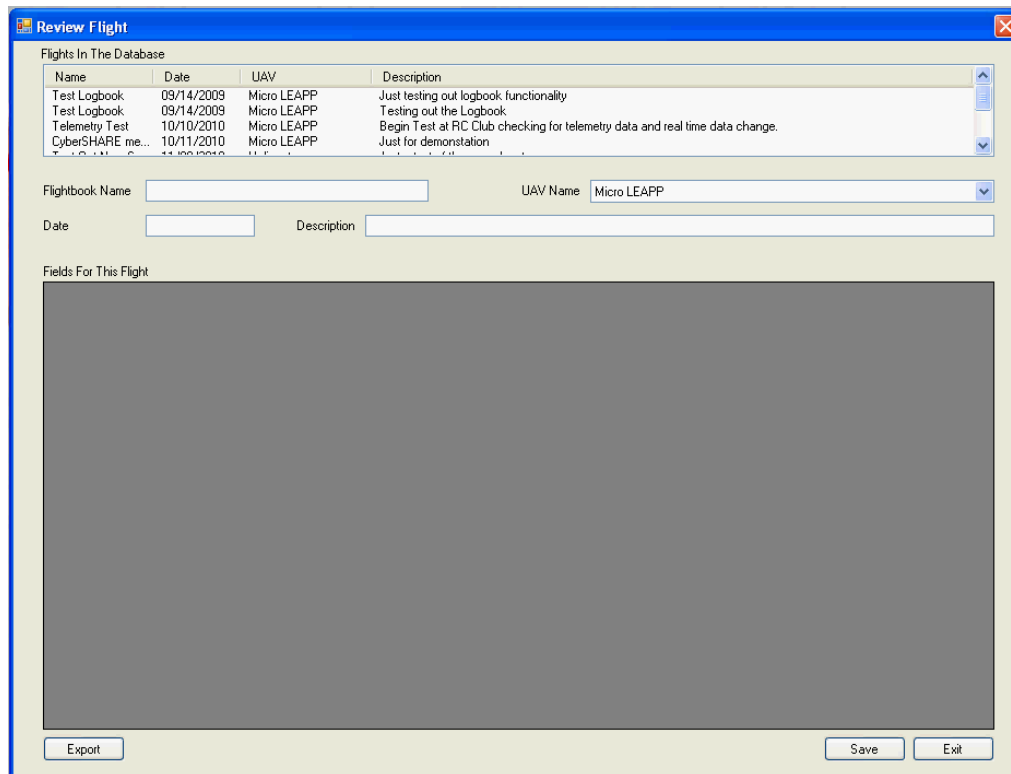 Review Flight
Flights In The Database
Name Date UAV Description
Test Logbook 09/14/2009 Micro LEAPP Just testing out logbook functionality
Test Logbook 09/14/2009 Micro LEAPP Testing out the Logbook
Telemetry Test 10/10/2010 Micro LEAPP Begin Test at RC Club checking for telemetry data and real time data change.
CyberSHARE me... 10/11/2010 Micro LEAPP Just for demonstation
Flightbook Name UAV Name Micro LEAPP
Date Description
Fields For This Flight
Export Save Exit